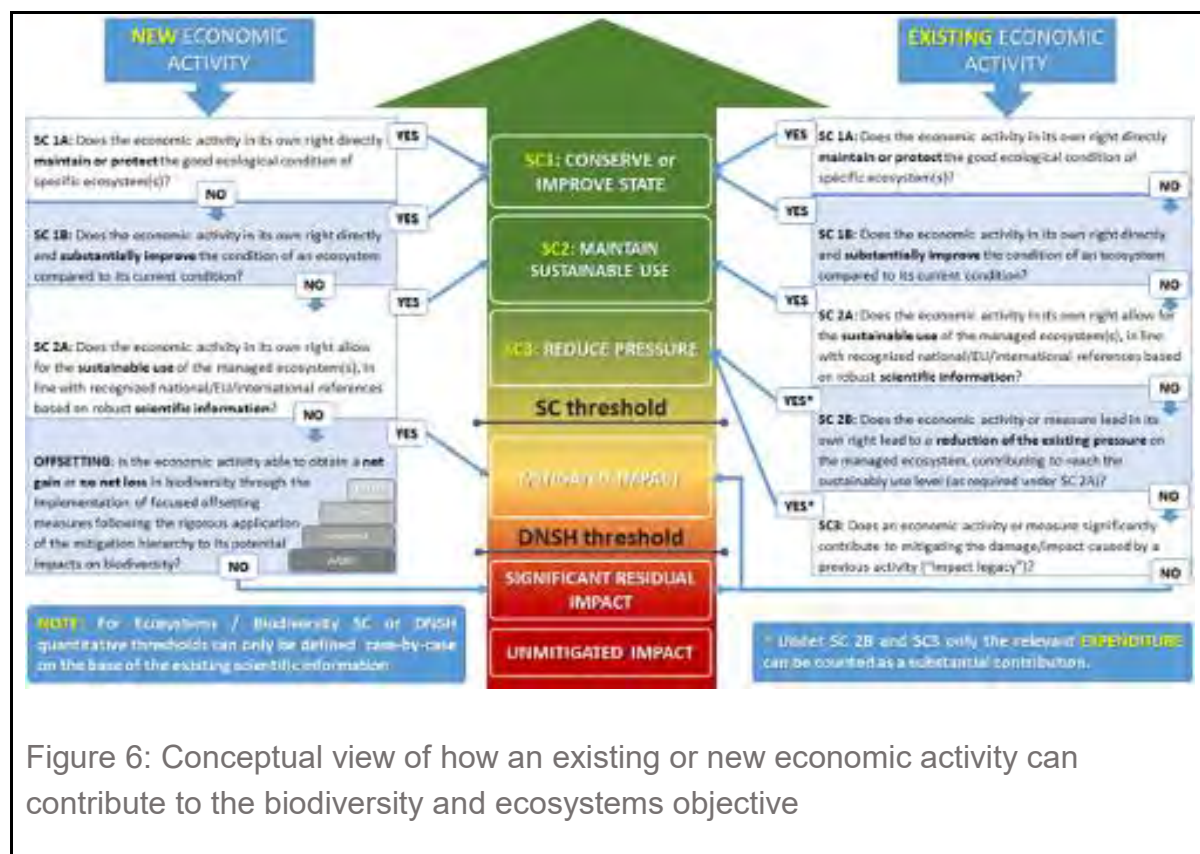 NEW ECONOMIC
ACTIVITY
SC 1A: Does the economic activity in its own right directly
maintain or protect the good ecological condition of
specific ecosystem(s)?
YES
NO
SC 1B: Does the economic activity in its own right directly
and substantially improve the condition of an ecosystem
compared to its current condition?
YES
NO
SC 2A: Does the economic activity in its own right allow
for the sustainable use of the managed ecosystem(s), in
line with recognized national/EU/international references
based on robust scientific information?
YES
NO
OFFSETTING: Is the economic activity able to obtain a net
gain or no net loss in biodiversity through the
implementation of focused offsetting
measures following the rigorous application
of the mitigation hierarchy to its potential
impacts on biodiversity?
YES
NO
NOTE: For Ecosystems / Biodiversity SC or DNSH
quantitative thresholds can only be defined case-by-case
on the base of the existing scientific information
SC1: CONSERVE or
IMPROVE STATE
SC2: MAINTAIN
SUSTAINABLE USE
SC3: REDUCE PRESSURE
SC threshold
MITIGATED IMPACT
DNSH threshold
SIGNIFICANT RESIDUAL
IMPACT
UNMITIGATED IMPACT
EXISTING ECONOMIC
ACTIVITY
YES
SC 1A: Does the economic activity in its own right directly
maintain or protect the good ecological condition of
specific ecosystem(s)?
NO
YES
SC 1B: Does the economic activity in its own right directly
and substantially improve the condition of an ecosystem
compared to its current condition?
NO
YES
SC 2A: Does the economic activity in its own right allow for
the sustainable use of the managed ecosystem(s), in line
with recognized national/EU/international references based
on robust scientific information?
NO
YES*
SC 2B: Does the economic activity or measure lead in its
own right lead to a reduction of the existing pressure on
the managed ecosystem, contributing to reach the
sustainably use level (as required under SC 2A)?
NO
YES*
SC3: Does an economic activity or measure significantly
contribute to mitigating the damage/impact caused by a
previous activity ("impact legacy")?
NO
* Under SC 2B and SC3 only the relevant EXPENDITURE
can be counted as a substantial contribution.
Figure 6: Conceptual view of how an existing or new economic activity can
contribute to the biodiversity and ecosystems objective